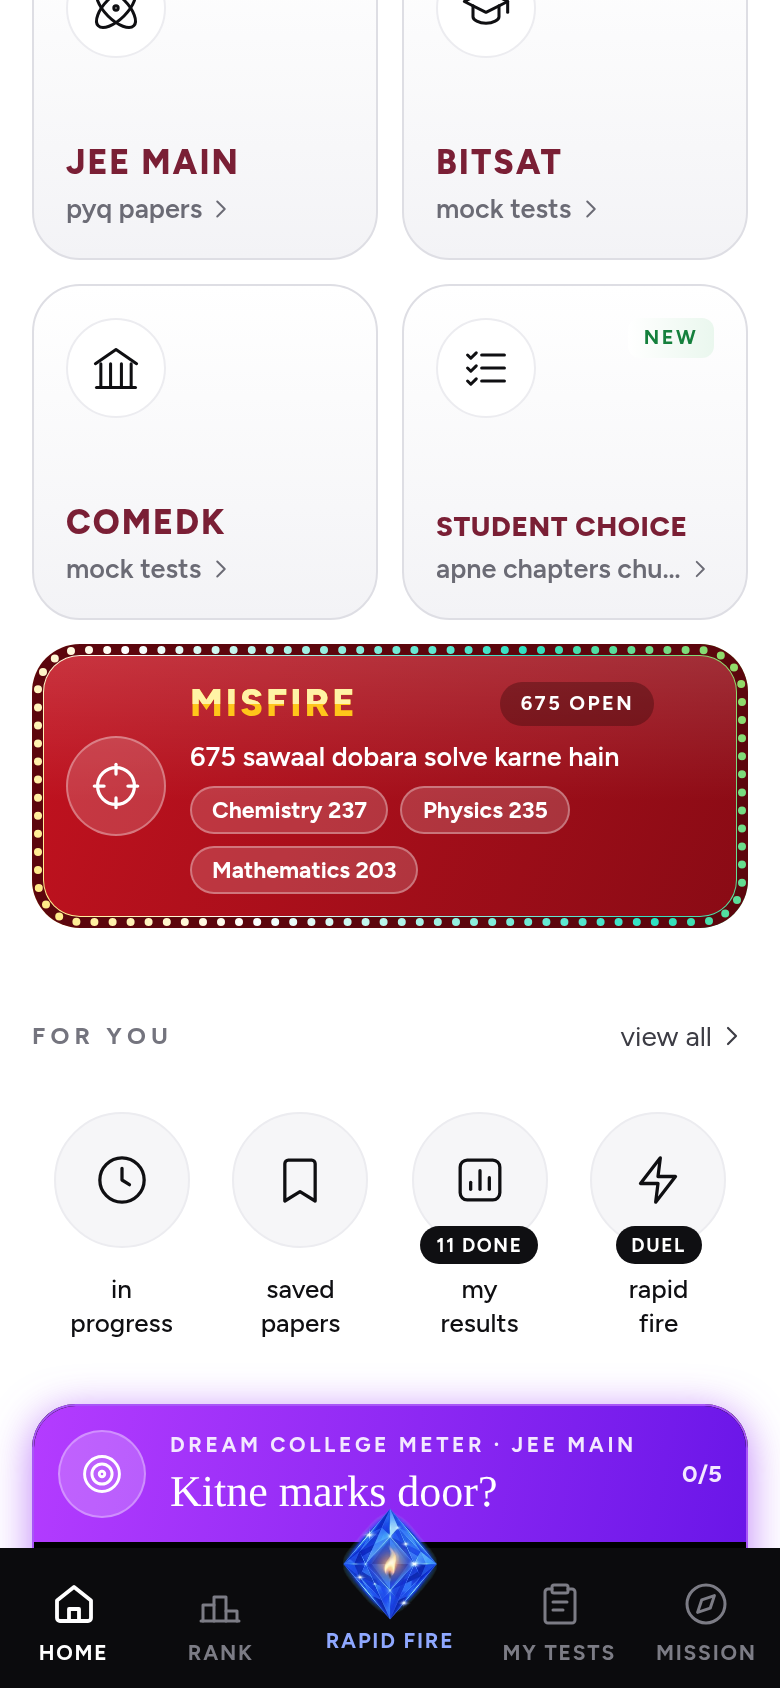 JEE MAIN
pyq papers
BITSAT
mock tests
COMEDK
mock tests
NEW
STUDENT CHOICE
apne chapters chu...
MISFIRE
675 OPEN
675 sawaal dobara solve karne hain
Chemistry 237
Physics 235
Mathematics 203
FOR YOU
view all
in
progress
saved
papers
11 DONE
my
results
DUEL
rapid
fire
DREAM COLLEGE METER · JEE MAIN
Kitne marks door?
0/5
HOME
RANK
RAPID FIRE
MY TESTS
MISSION